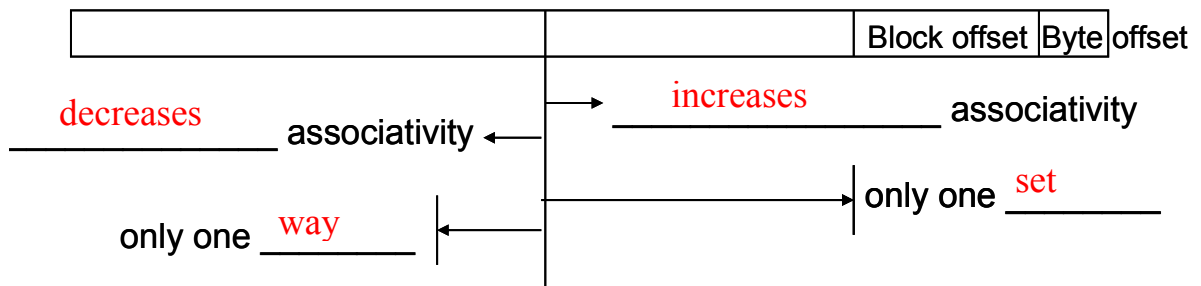 Block offset Byte offset
decreases associativity
increases associativity
only one set
only one way